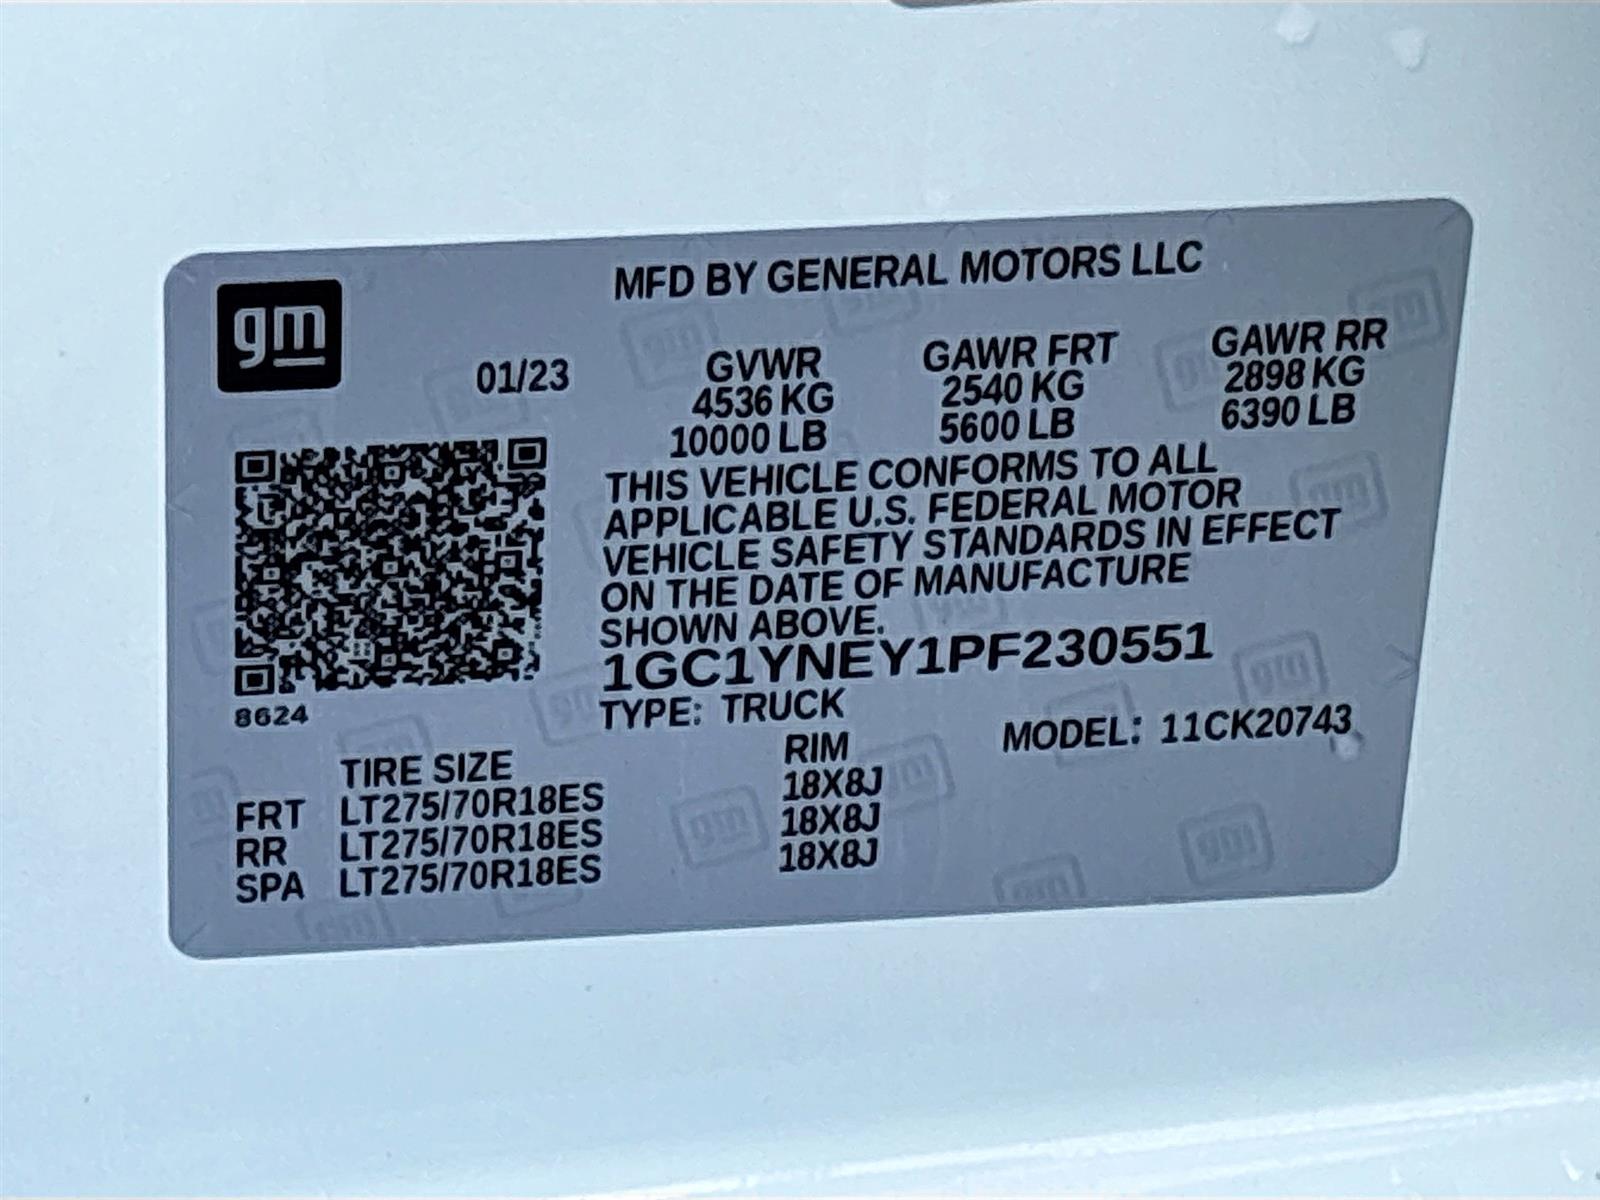 gm
MFD BY GENERAL MOTORS LLC
01/23
GVWR GAWR FRT GAWR RR
4536 KG 2540 KG 2898 KG
10000 LB 5600 LB 6390 LB
THIS VEHICLE CONFORMS TO ALL
APPLICABLE U.S. FEDERAL MOTOR
VEHICLE SAFETY STANDARDS IN EFFECT
ON THE DATE OF MANUFACTURE
SHOWN ABOVE.
1GC1YNEY1PF230551
8624
TYPE: TRUCK MODEL: 11CK20743
TIRE SIZE RIM
FRT LT275/70R18ES 18X8J
RR LT275/70R18ES 18X8J
SPA LT275/70R18ES 18X8J